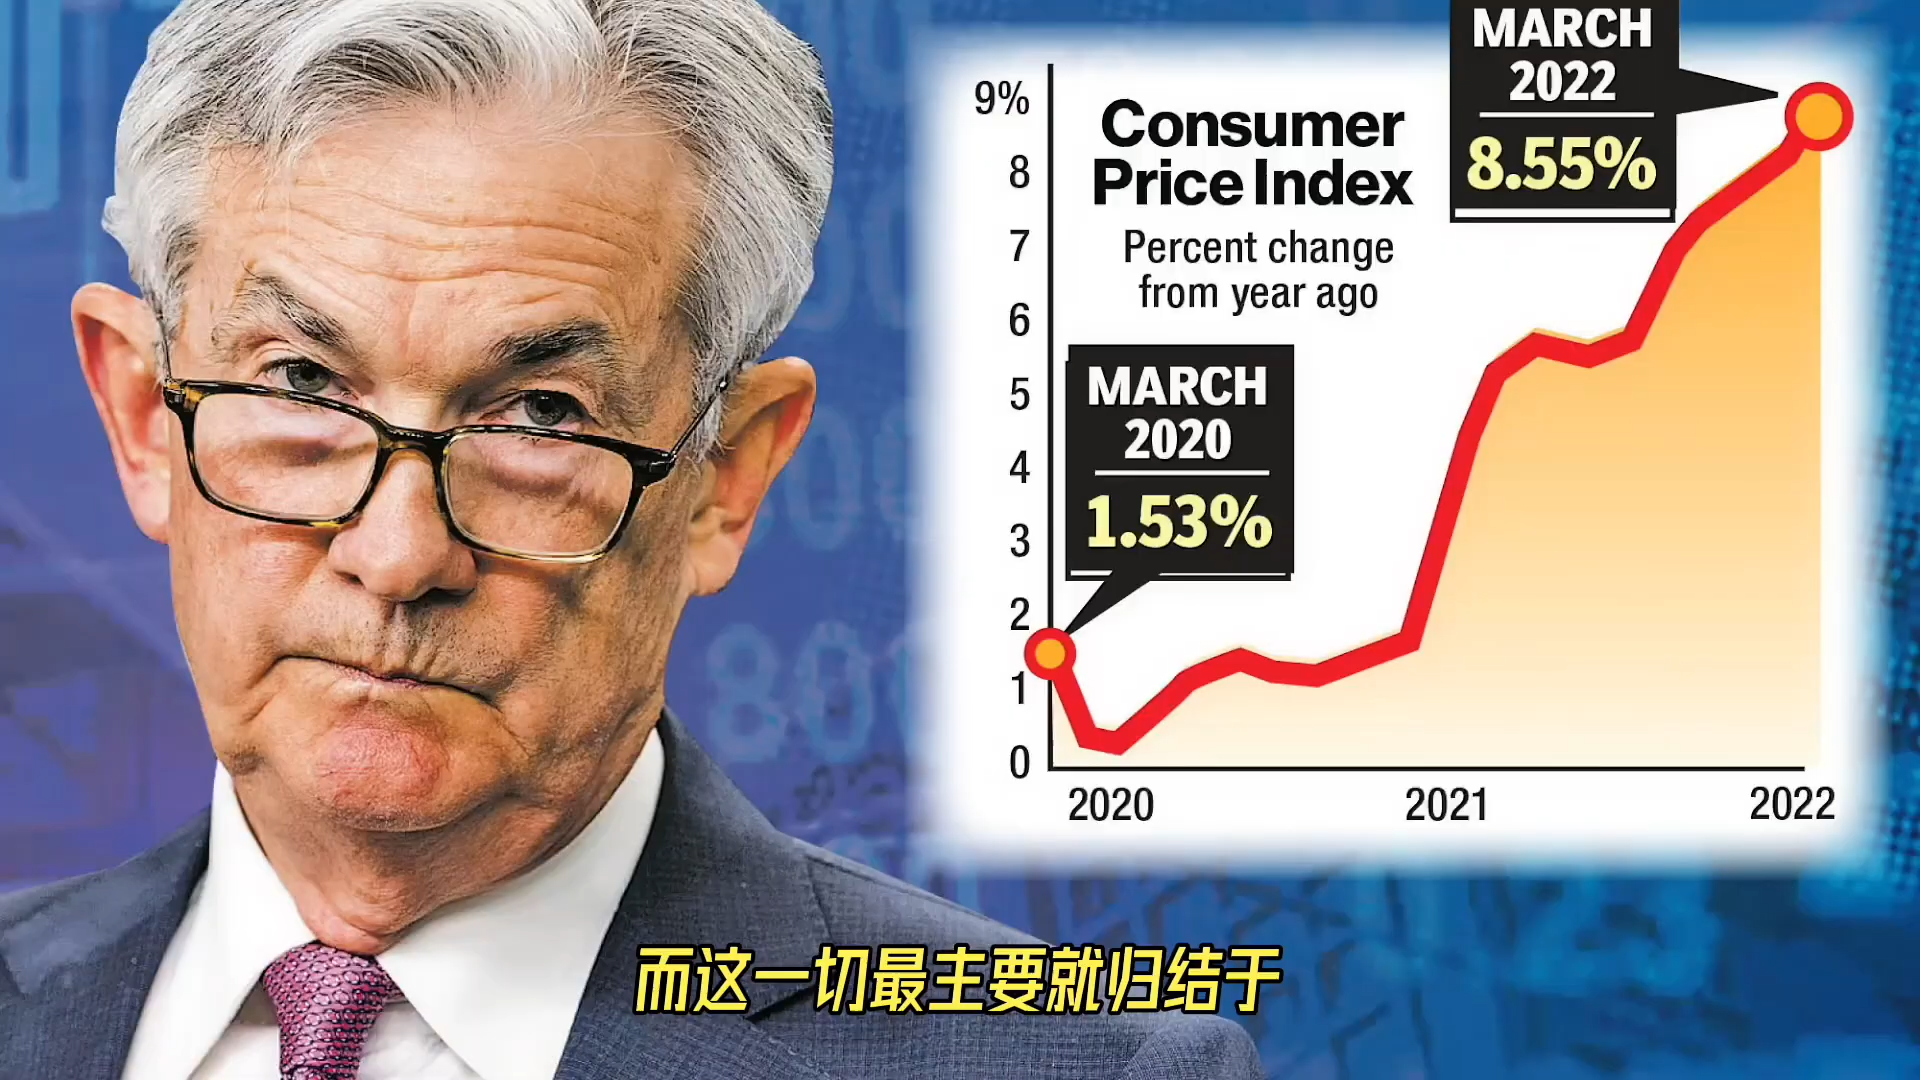 MARCH
2022
8.55%
9%
Consumer
Price Index
Percent change
from year ago
8
7
6
5
4
3
2
1
0
MARCH
2020
1.53%
2020
2021
2022
而这一切最主要就归结于